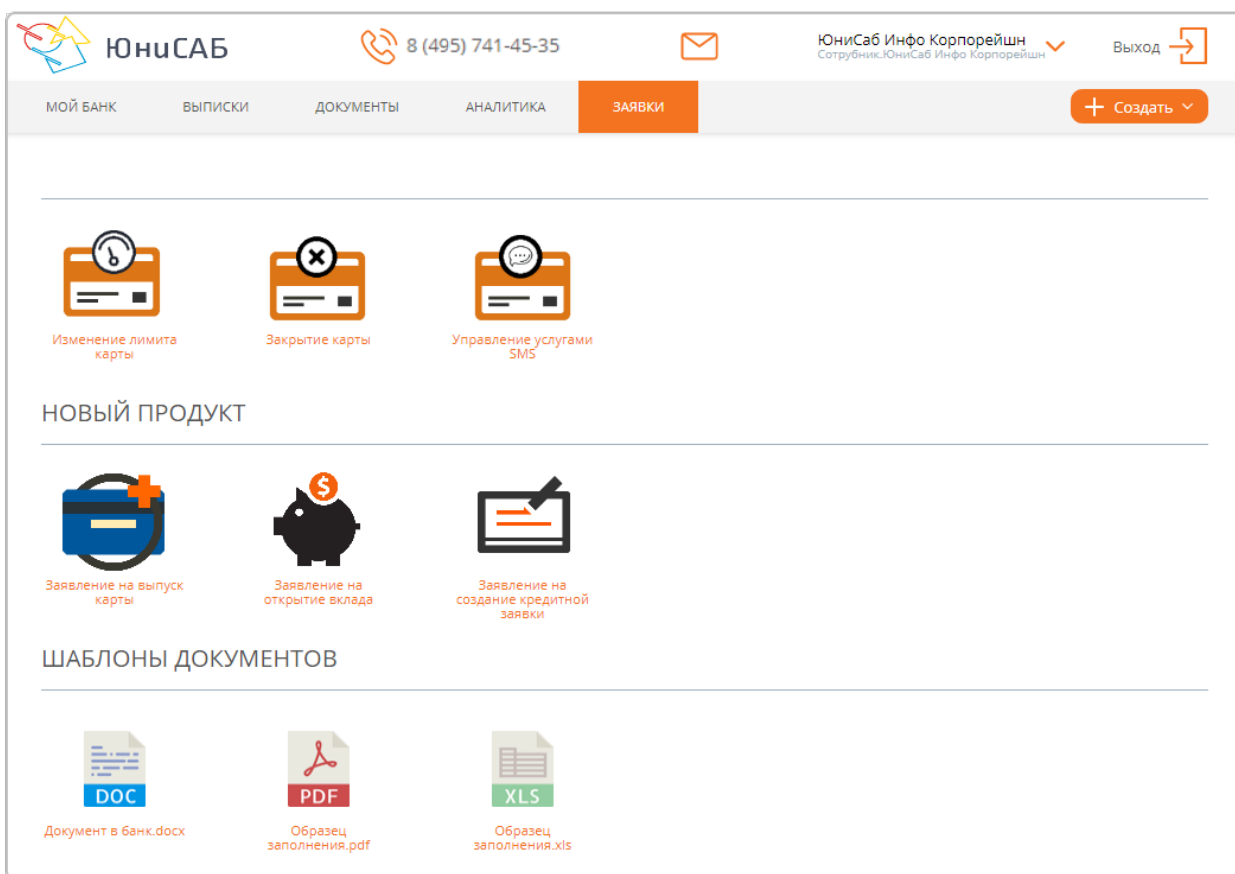 ЮниСАБ
8 (495) 741-45-35
ЮниСаб Инфо Корпорейшн
Сотрубник.ЮниСаб Инфо Корпорейшн
Выход
МОЙ БАНК ВЫПИСКИ ДОКУМЕНТЫ АНАЛИТИКА ЗАЯВКИ
Создать
Изменение лимита
карты
Закрытие карты
Управление услугами
SMS
НОВЫЙ ПРОДУКТ
Заявление на выпуск
карты
Заявление на
открытие вклада
Заявление на
создание кредитной
заявки
ШАБЛОНЫ ДОКУМЕНТОВ
DOC
Документ в банк.docx
PDF
Образец
заполнения.pdf
XLS
Образец
заполнения.xls